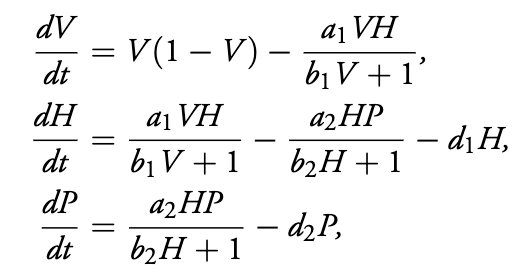 dV/dt = V(1 − V) − a₁VH/(b₁V + 1),
dH/dt = a₁VH/(b₁V + 1) − a₂HP/(b₂H + 1) − d₁H,
dP/dt = a₂HP/(b₂H + 1) − d₂P,